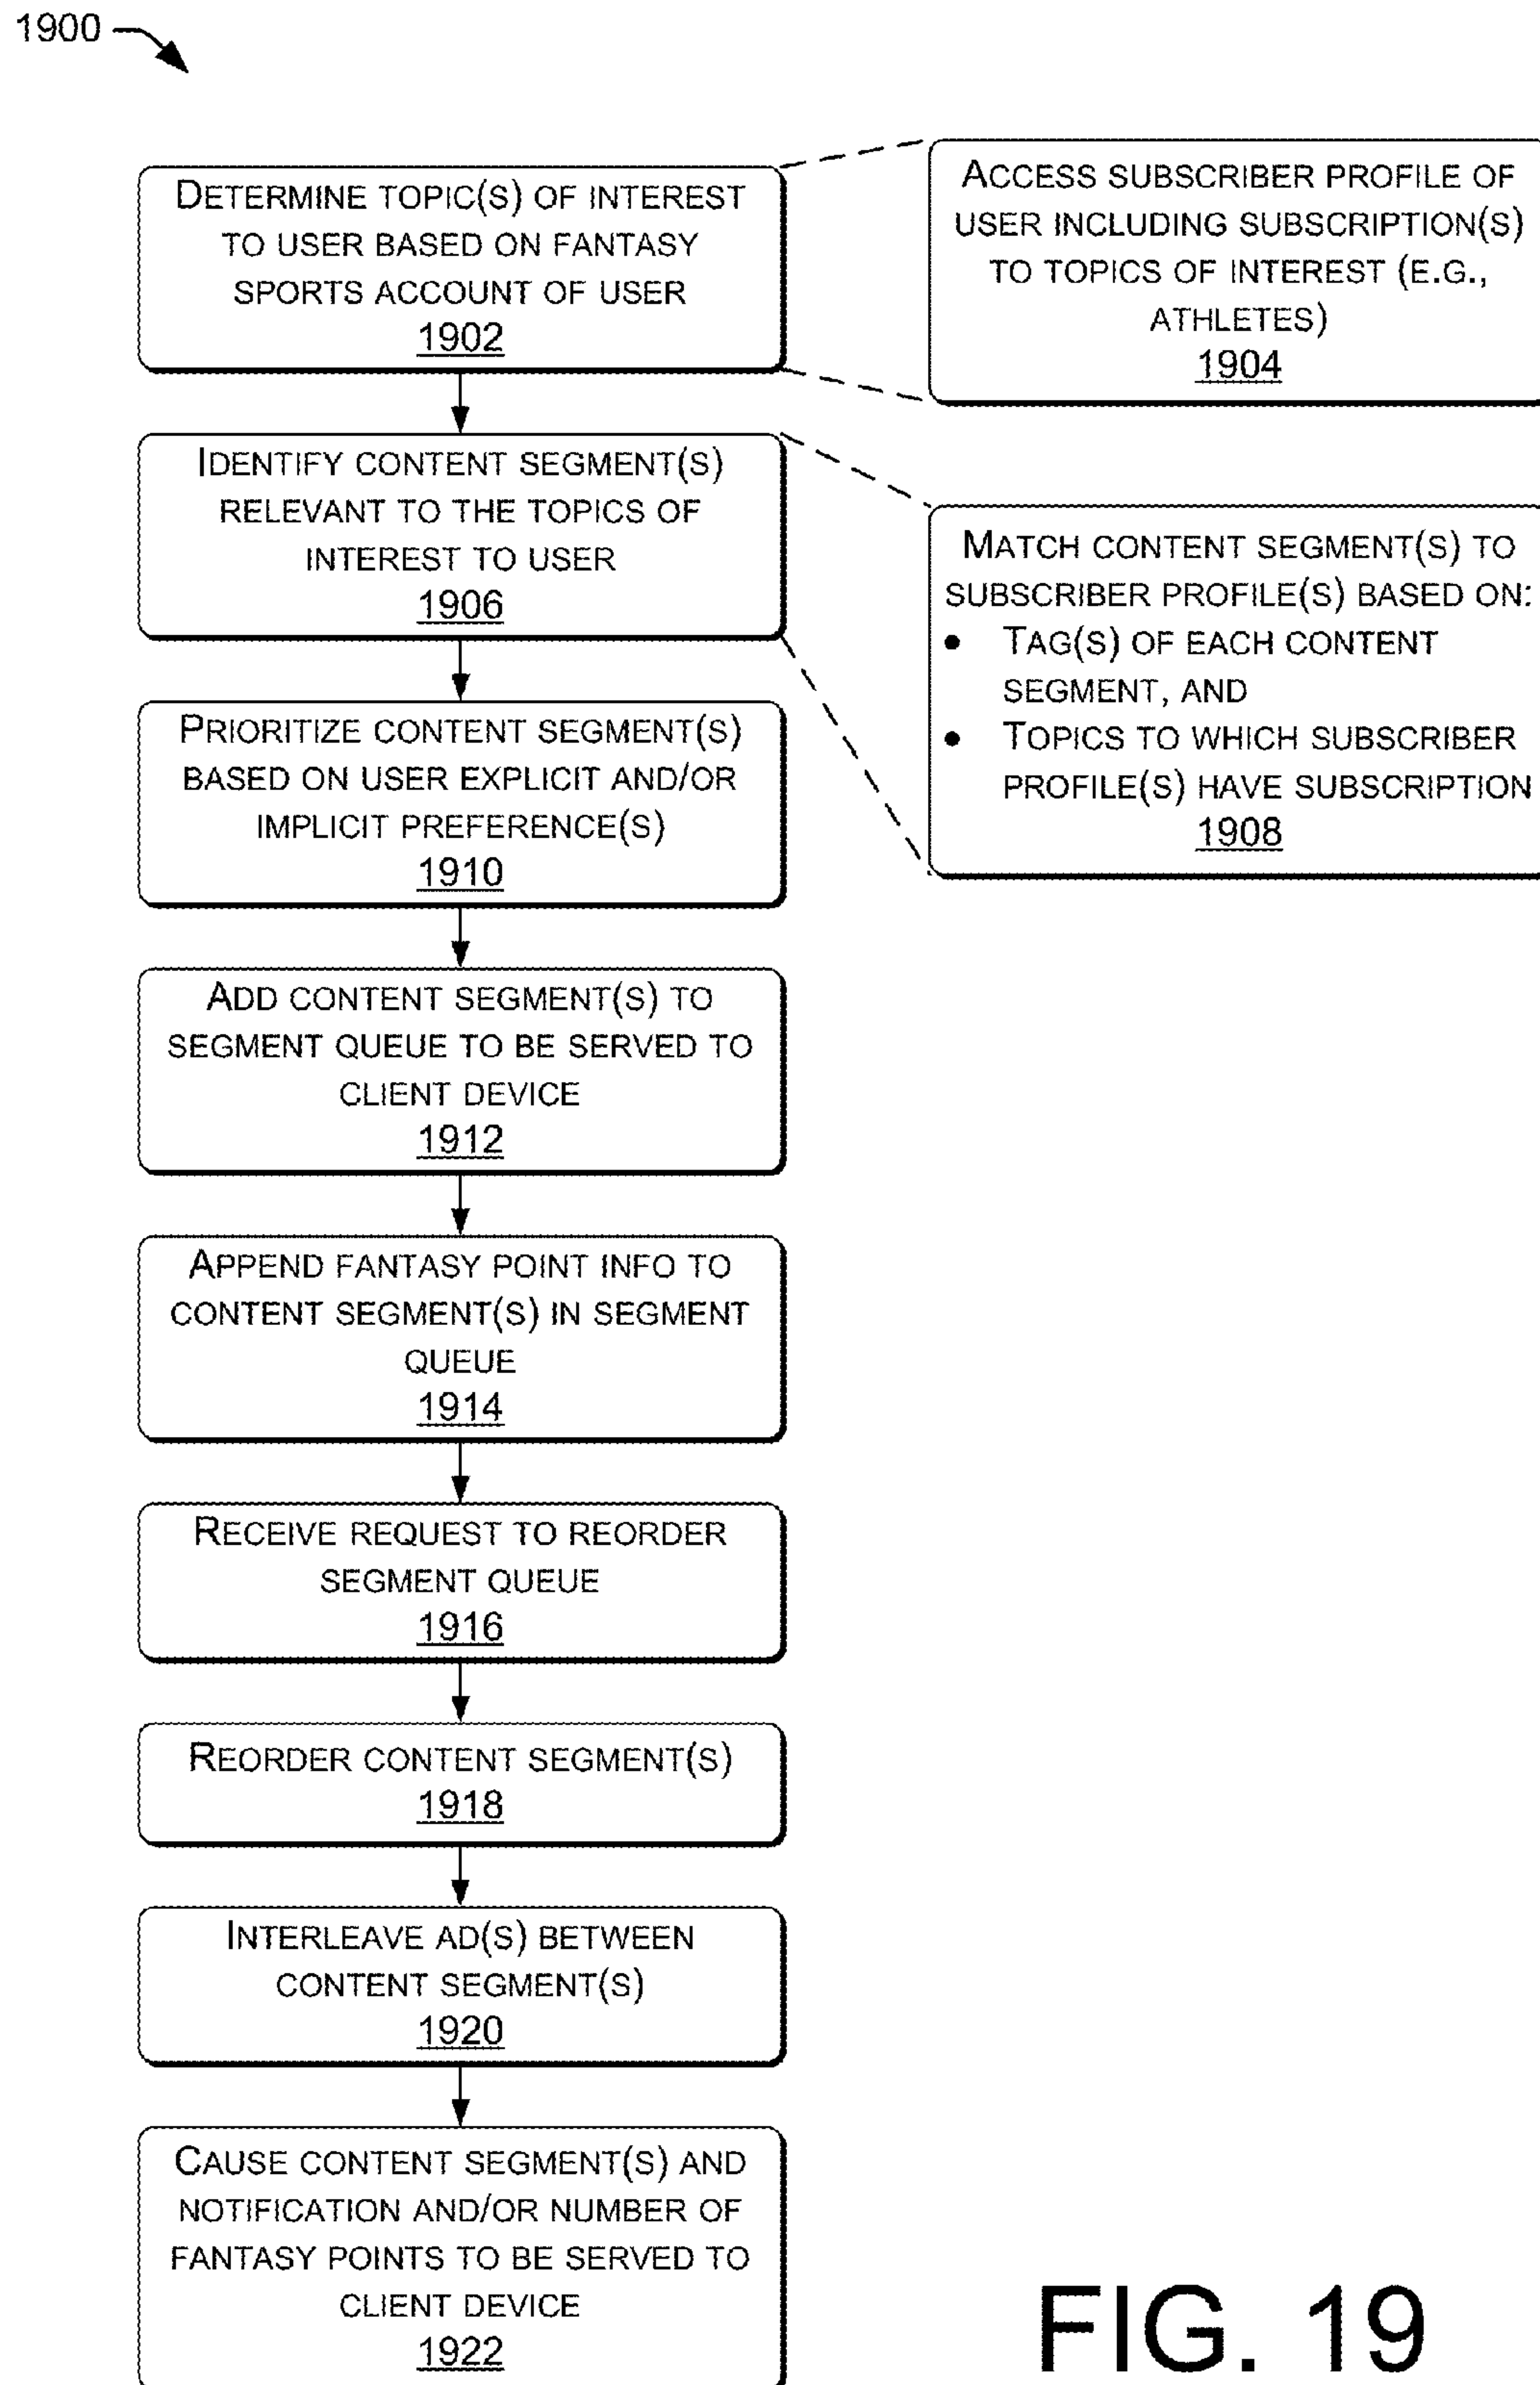 1900
DETERMINE TOPIC(S) OF INTEREST
TO USER BASED ON FANTASY
SPORTS ACCOUNT OF USER
1902
ACCESS SUBSCRIBER PROFILE OF
USER INCLUDING SUBSCRIPTION(S)
TO TOPICS OF INTEREST (E.G.,
ATHLETES)
1904
IDENTIFY CONTENT SEGMENT(S)
RELEVANT TO THE TOPICS OF
INTEREST TO USER
1906
MATCH CONTENT SEGMENT(S) TO
SUBSCRIBER PROFILE(S) BASED ON:
• TAG(S) OF EACH CONTENT
SEGMENT, AND
• TOPICS TO WHICH SUBSCRIBER
PROFILE(S) HAVE SUBSCRIPTION
1908
PRIORITIZE CONTENT SEGMENT(S)
BASED ON USER EXPLICIT AND/OR
IMPLICIT PREFERENCE(S)
1910
ADD CONTENT SEGMENT(S) TO
SEGMENT QUEUE TO BE SERVED TO
CLIENT DEVICE
1912
APPEND FANTASY POINT INFO TO
CONTENT SEGMENT(S) IN SEGMENT
QUEUE
1914
RECEIVE REQUEST TO REORDER
SEGMENT QUEUE
1916
REORDER CONTENT SEGMENT(S)
1918
INTERLEAVE AD(S) BETWEEN
CONTENT SEGMENT(S)
1920
CAUSE CONTENT SEGMENT(S) AND
NOTIFICATION AND/OR NUMBER OF
FANTASY POINTS TO BE SERVED TO
CLIENT DEVICE
1922
FIG. 19